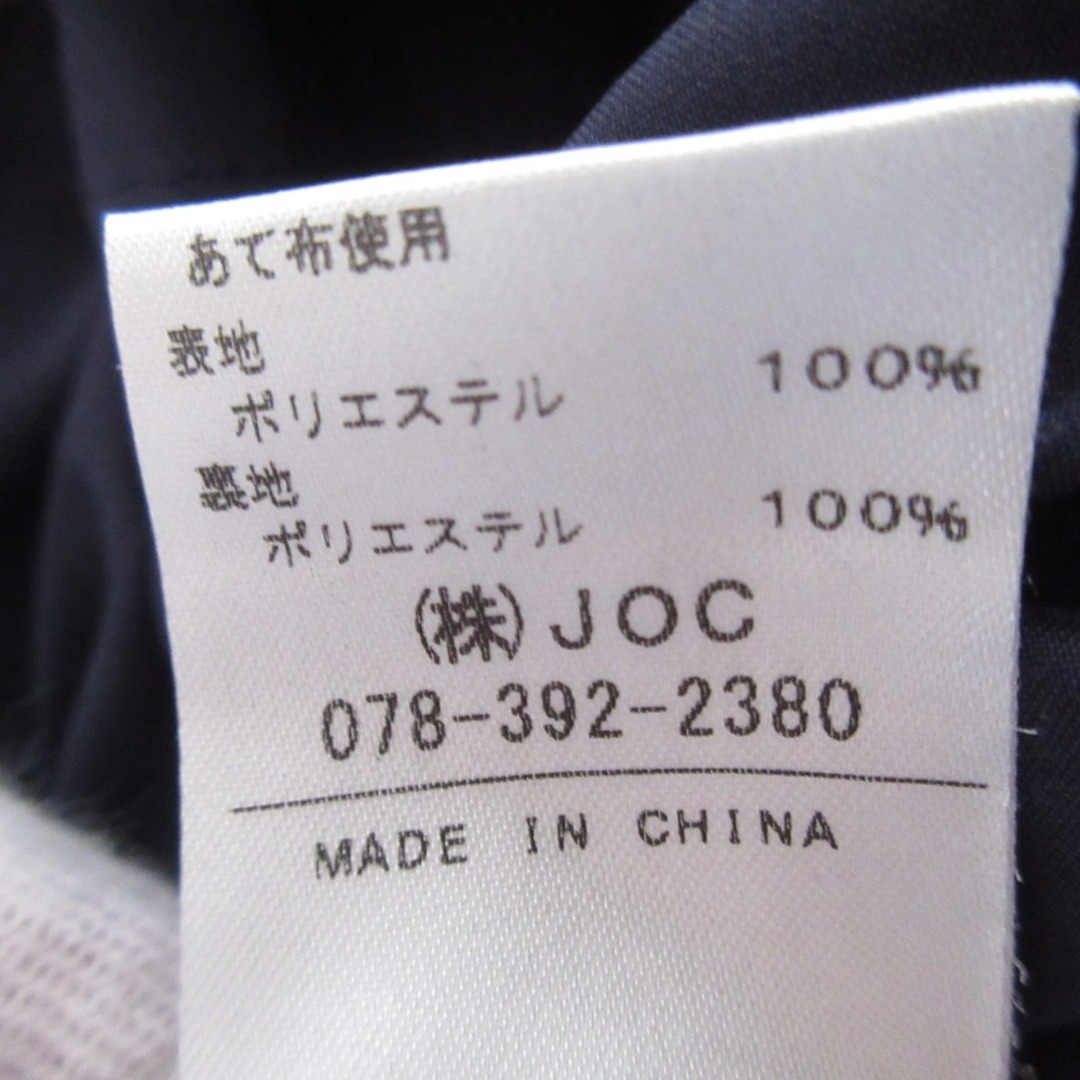 あて布使用
表地
ポリエステル 100%
裏地
ポリエステル 100%
(株)JOC
078-392-2380
MADE IN CHINA